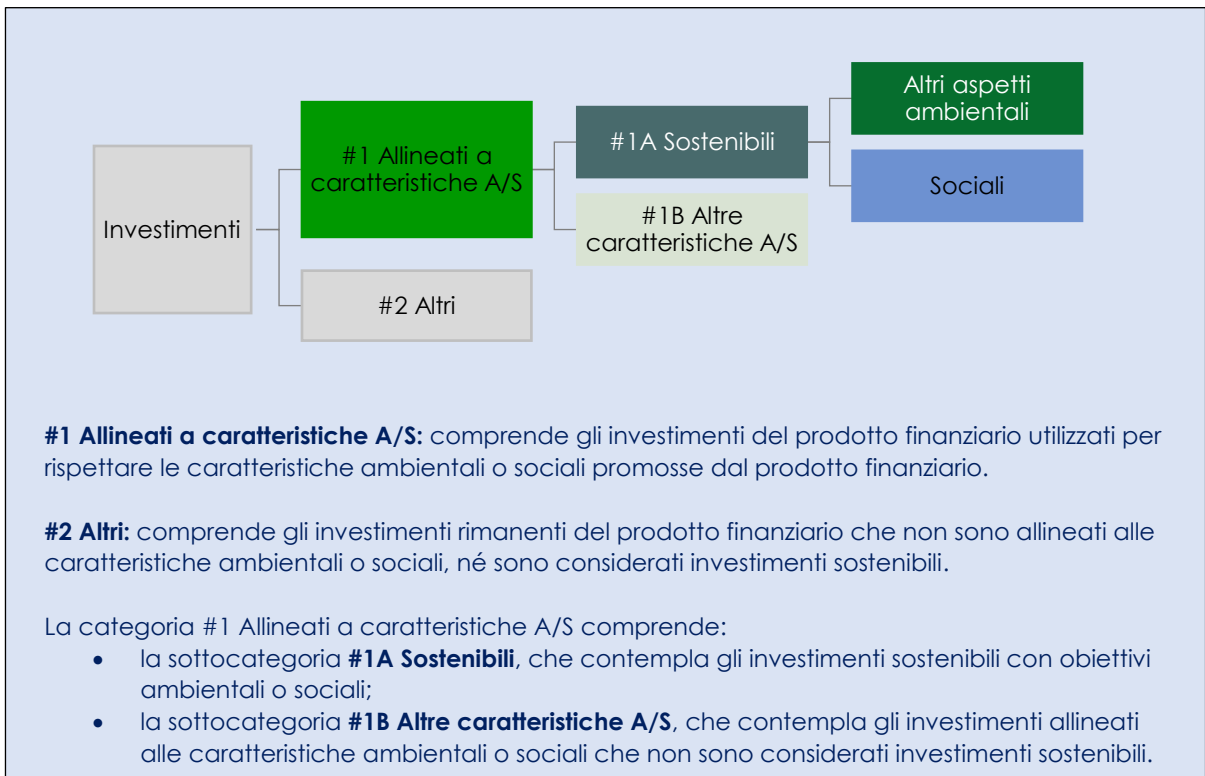 Investimenti
#1 Allineati a
caratteristiche A/S
#2 Altri
#1A Sostenibili
#1B Altre
caratteristiche A/S
Altri aspetti
ambientali
Sociali
#1 Allineati a caratteristiche A/S: comprende gli investimenti del prodotto finanziario utilizzati per
rispettare le caratteristiche ambientali o sociali promosse dal prodotto finanziario.
#2 Altri: comprende gli investimenti rimanenti del prodotto finanziario che non sono allineati alle
caratteristiche ambientali o sociali, né sono considerati investimenti sostenibili.
La categoria #1 Allineati a caratteristiche A/S comprende:
• la sottocategoria #1A Sostenibili, che contempla gli investimenti sostenibili con obiettivi
ambientali o sociali;
• la sottocategoria #1B Altre caratteristiche A/S, che contempla gli investimenti allineati
alle caratteristiche ambientali o sociali che non sono considerati investimenti sostenibili.